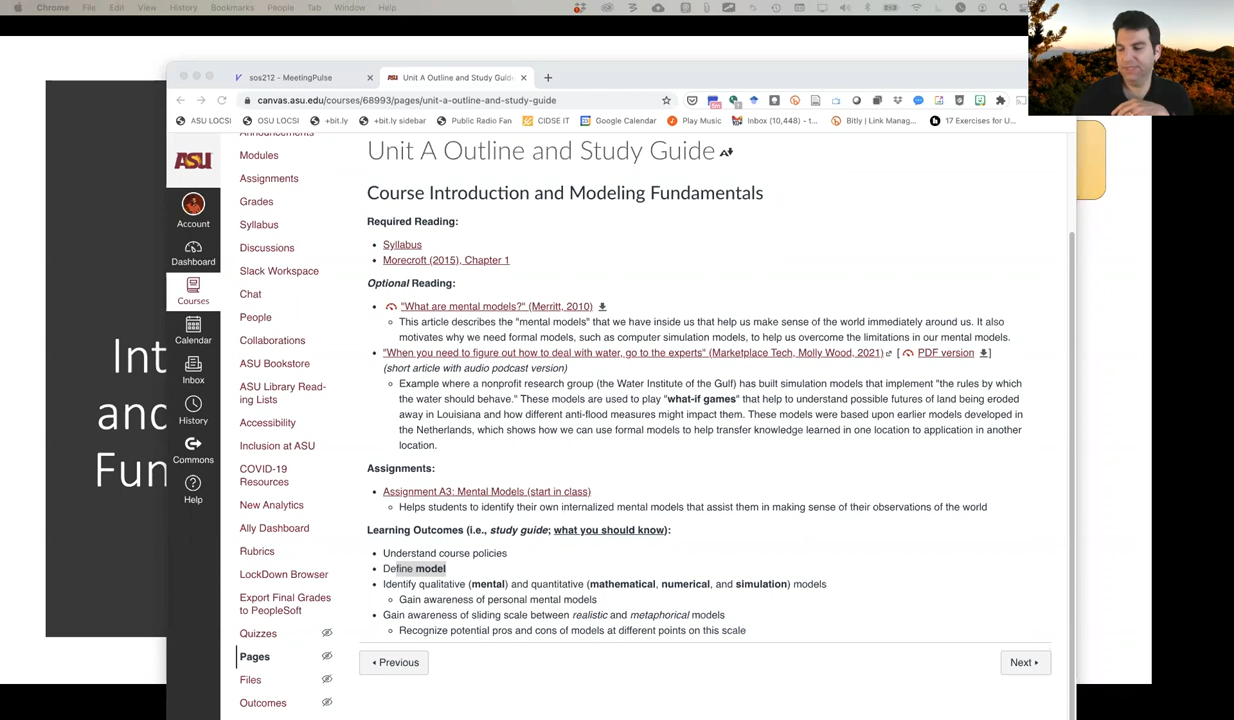 Chrome File Edit View History Bookmarks People Tab Window Help
sos212 - MeetingPulse
Unit A Outline and Study Guide
canvas.asu.edu/courses/68993/pages/unit-a-outline-and-study-guide
ASU LOCSI OSU LOCSI +bit.ly +bit.ly sidebar Public Radio Fan CIDSE IT Google Calendar Play Music Inbox (10,448) - t... Bitly | Link Manag... 17 Exercises for U...
ASU
Account
Dashboard
Courses
Calendar
Inbox
History
Commons
Help
Announcements
Modules
Assignments
Grades
Syllabus
Discussions
Slack Workspace
Chat
People
Collaborations
ASU Bookstore
ASU Library Read-
ing Lists
Accessibility
Inclusion at ASU
COVID-19
Resources
New Analytics
Ally Dashboard
Rubrics
LockDown Browser
Export Final Grades
to PeopleSoft
Quizzes
Pages
Files
Outcomes
Unit A Outline and Study Guide
Course Introduction and Modeling Fundamentals
Required Reading:
Syllabus
Morecroft (2015), Chapter 1
Optional Reading:
"What are mental models?" (Merritt, 2010)
This article describes the "mental models" that we have inside us that help us make sense of the world immediately around us. It also
motivates why we need formal models, such as computer simulation models, to help us overcome the limitations in our mental models.
"When you need to figure out how to deal with water, go to the experts" (Marketplace Tech, Molly Wood, 2021) [ PDF version ]
(short article with audio podcast version)
Example where a nonprofit research group (the Water Institute of the Gulf) has built simulation models that implement "the rules by which
the water should behave." These models are used to play "what-if games" that help to understand possible futures of land being eroded
away in Louisiana and how different anti-flood measures might impact them. These models were based upon earlier models developed in
the Netherlands, which shows how we can use formal models to help transfer knowledge learned in one location to application in another
location.
Assignments:
Assignment A3: Mental Models (start in class)
Helps students to identify their own internalized mental models that assist them in making sense of their observations of the world
Learning Outcomes (i.e., study guide; what you should know):
Understand course policies
Define model
Identify qualitative (mental) and quantitative (mathematical, numerical, and simulation) models
Gain awareness of personal mental models
Gain awareness of sliding scale between realistic and metaphorical models
Recognize potential pros and cons of models at different points on this scale
Previous
Next
Int
and
Fun